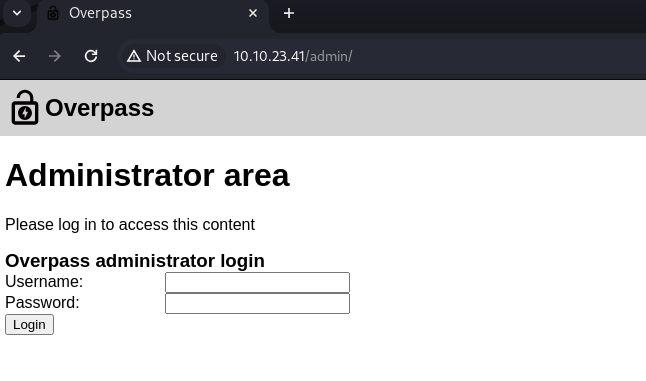 Overpass
Not secure 10.10.23.41/admin/
Overpass
Administrator area
Please log in to access this content
Overpass administrator login
Username:
Password:
Login